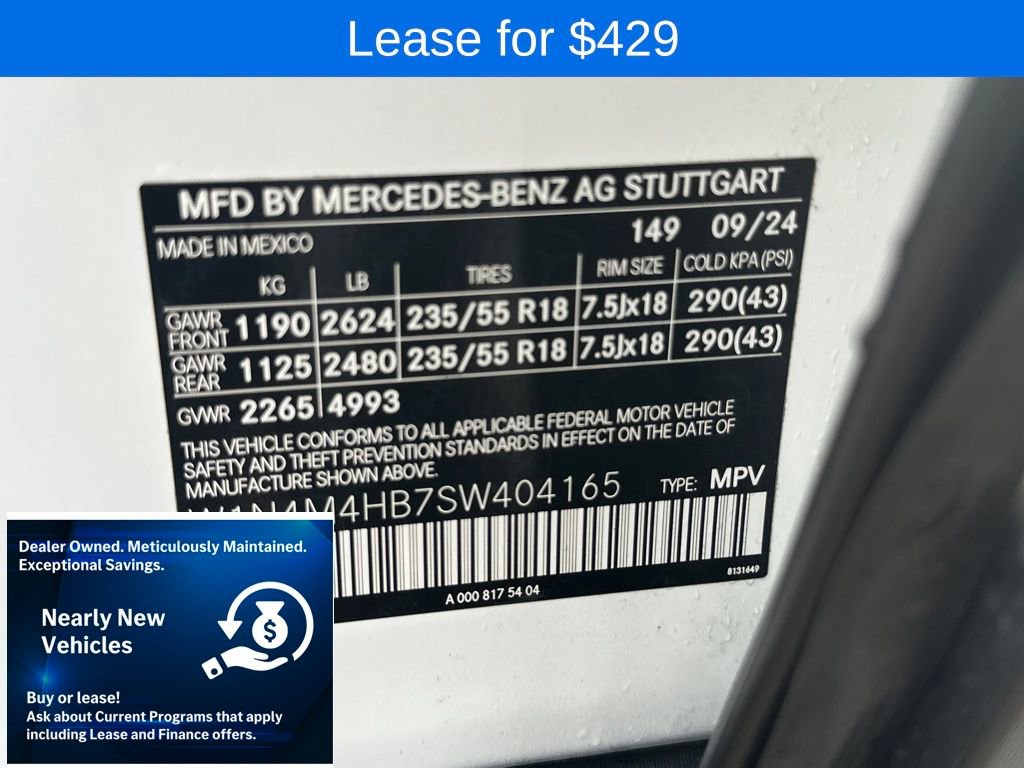 Lease for $429
MFD BY MERCEDES-BENZ AG STUTTGART
MADE IN MEXICO 149 09/24
KG LB TIRES RIM SIZE COLD KPA (PSI)
GAWR FRONT 1190 2624 235/55 R18 7.5Jx18 290(43)
GAWR REAR 1125 2480 235/55 R18 7.5Jx18 290(43)
GVWR 2265 4993
THIS VEHICLE CONFORMS TO ALL APPLICABLE FEDERAL MOTOR VEHICLE
SAFETY AND THEFT PREVENTION STANDARDS IN EFFECT ON THE DATE OF
MANUFACTURE SHOWN ABOVE.
W1N4M4HB7SW404165 TYPE: MPV
8131649
A 000 817 54 04
Dealer Owned. Meticulously Maintained.
Exceptional Savings.
Nearly New
Vehicles
$
Buy or lease!
Ask about Current Programs that apply
including Lease and Finance offers.